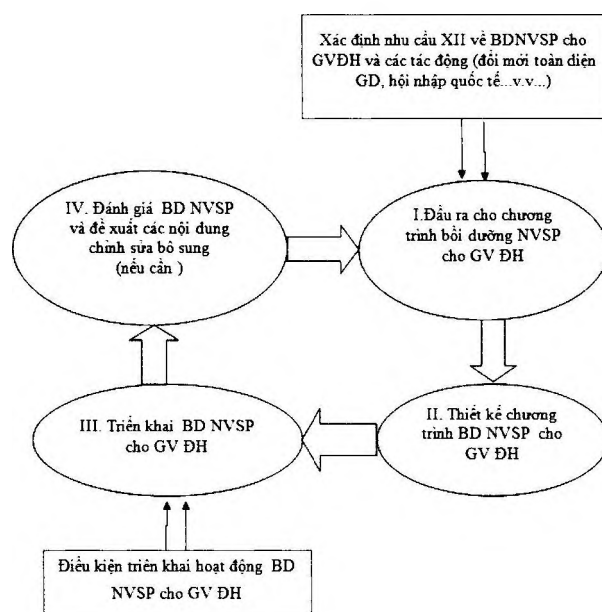 Xác định nhu cầu XII về BDNVSP cho
GVĐH và các tác động (đổi mới toàn diện
GD, hội nhập quốc tế...v.v...)
IV. Đánh giá BD NVSP
và đề xuất các nội dung
chỉnh sửa bổ sung
(nếu cần )
I.Đầu ra cho chương
trình bồi dưỡng NVSP
cho GV ĐH
III. Triển khai BD NVSP
cho GV ĐH
II. Thiết kế chương
trình BD NVSP cho
GV ĐH
Điều kiện triển khai hoạt động BD
NVSP cho GV ĐH